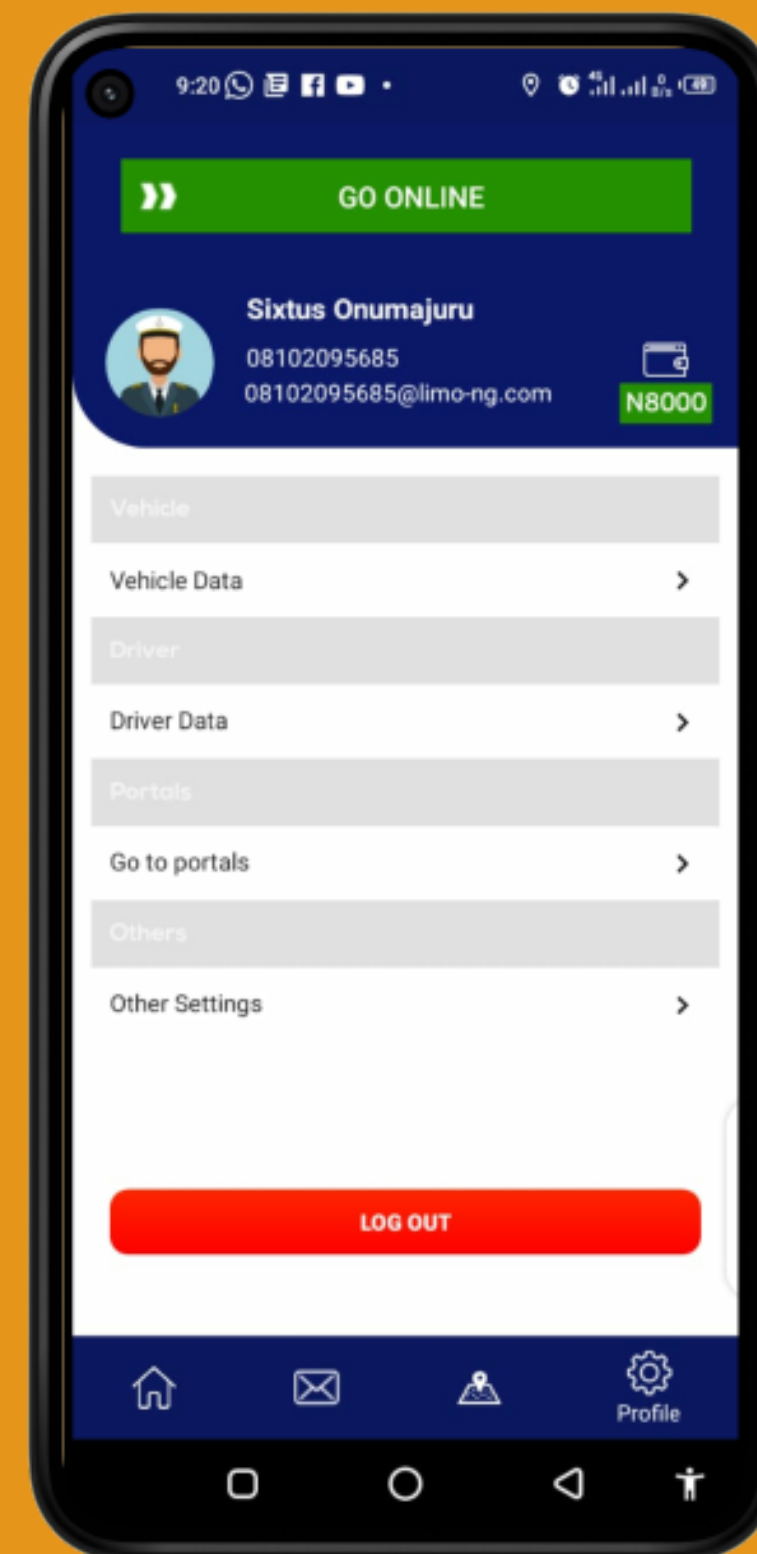 9:20
GO ONLINE
Sixtus Onumajuru
08102095685
08102095685@limo-ng.com
N8000
Vehicle
Vehicle Data
Driver
Driver Data
Portals
Go to portals
Others
Other Settings
LOG OUT
Profile